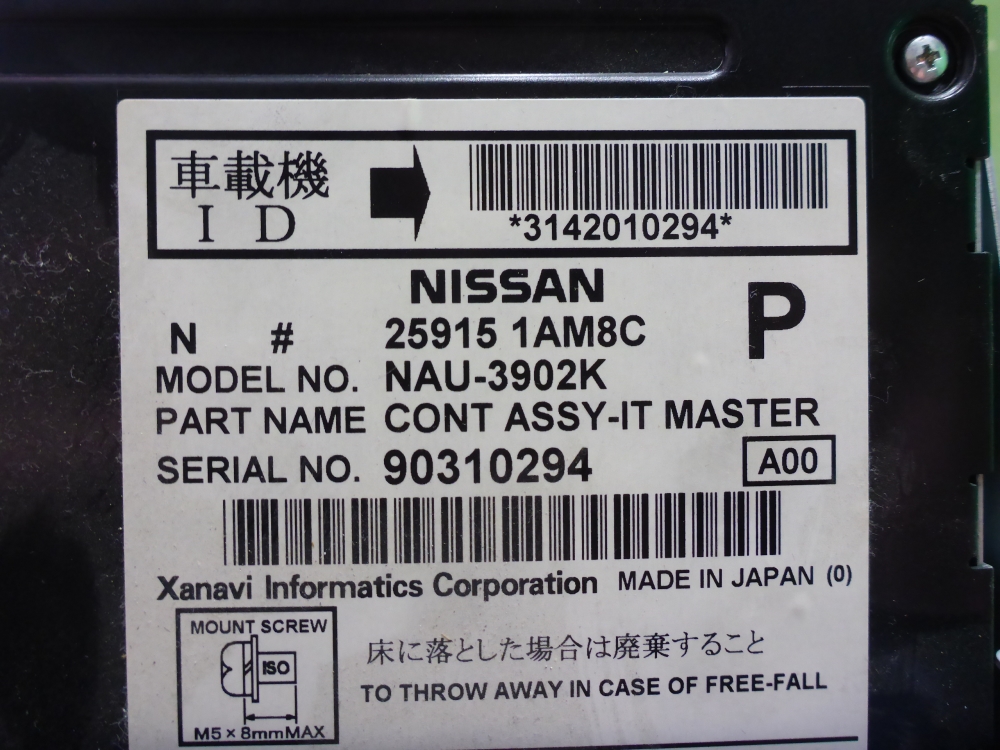 車載機
ID
*3142010294*
NISSAN
P
N # 25915 1AM8C
MODEL NO. NAU-3902K
PART NAME CONT ASSY-IT MASTER
SERIAL NO. 90310294
A00
Xanavi Informatics Corporation MADE IN JAPAN (0)
MOUNT SCREW
ISO
M5×8mmMAX
床に落とした場合は廃棄すること
TO THROW AWAY IN CASE OF FREE-FALL